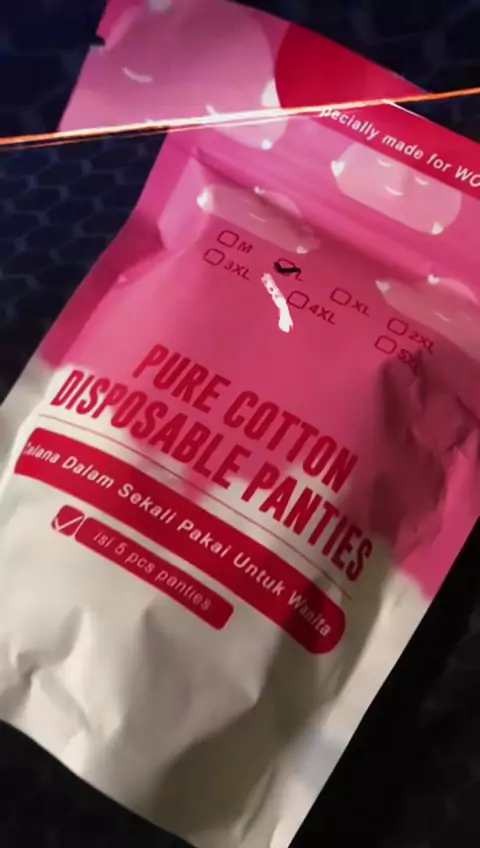 pecially made for WO
M L XL 2XL
3XL 4XL 5XL
PURE COTTON
DISPOSABLE PANTIES
Celana Dalam Sekali Pakai Untuk Wanita
Isi 5 pcs panties